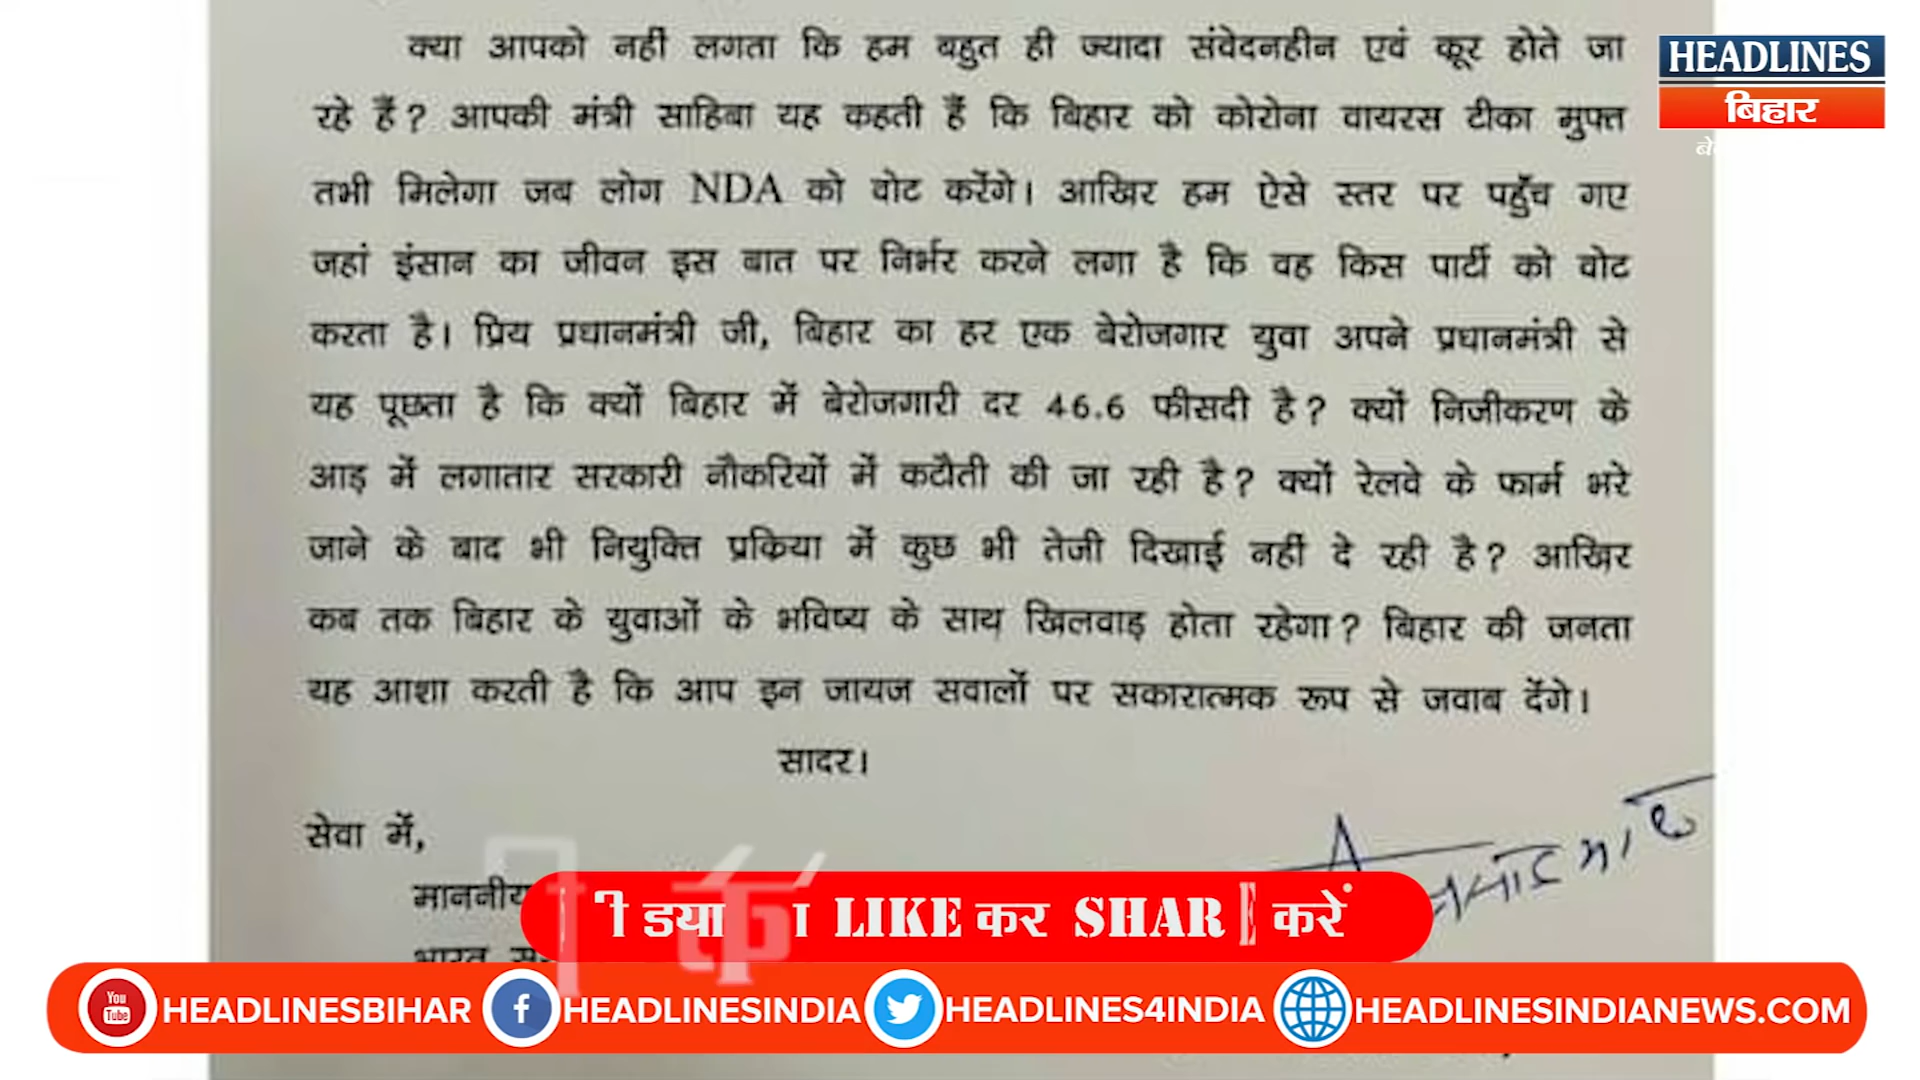 क्या आपको नहीं लगता कि हम बहुत ही ज्यादा संवेदनहीन एवं क्रूर होते जा
रहे हैं? आपकी मंत्री साहिबा यह कहती हैं कि बिहार को कोरोना वायरस टीका मुफ्त
तभी मिलेगा जब लोग NDA को वोट करेंगे। आखिर हम ऐसे स्तर पर पहुँच गए
जहां इंसान का जीवन इस बात पर निर्भर करने लगा है कि वह किस पार्टी को वोट
करता है। प्रिय प्रधानमंत्री जी, बिहार का हर एक बेरोजगार युवा अपने प्रधानमंत्री से
यह पूछता है कि क्यों बिहार में बेरोजगारी दर 46.6 फीसदी है? क्यों निजीकरण के
आड़ में लगातार सरकारी नौकरियों में कटौती की जा रही है? क्यों रेलवे के फार्म भरे
जाने के बाद भी नियुक्ति प्रक्रिया में कुछ भी तेजी दिखाई नहीं दे रही है? आखिर
कब तक बिहार के युवाओं के भविष्य के साथ खिलवाड़ होता रहेगा? बिहार की जनता
यह आशा करती है कि आप इन जायज सवालों पर सकारात्मक रूप से जवाब देंगे।
सादर।
सेवा में,
माननीय
भारत
HEADLINES
बिहार
LIKE कर SHARE करें
You Tube HEADLINESBIHAR f HEADLINESINDIA HEADLINES4INDIA HEADLINESINDIANEWS.COM